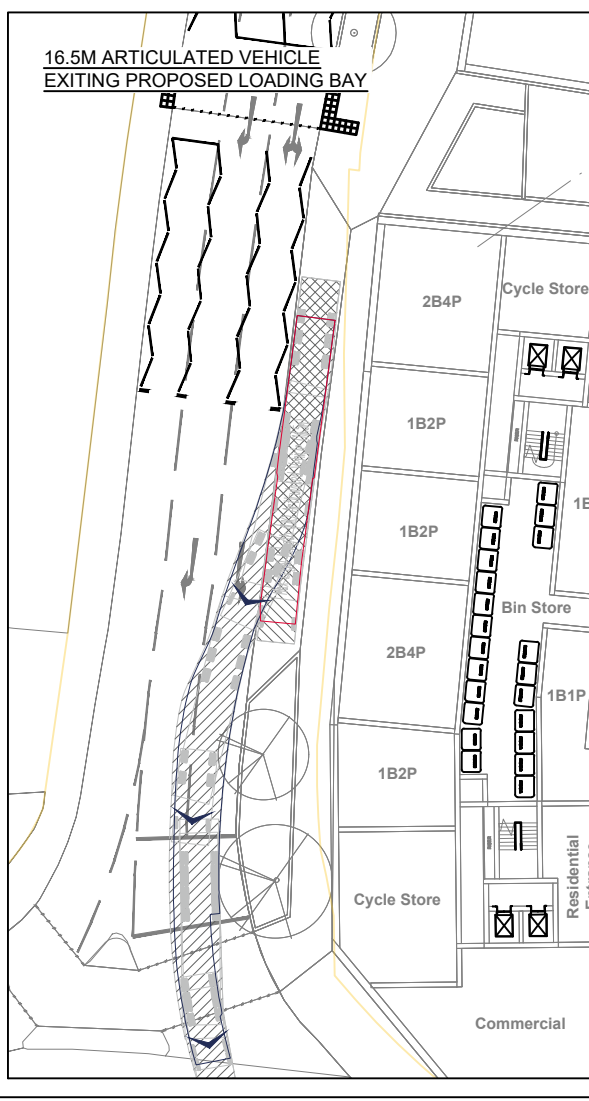 16.5M ARTICULATED VEHICLE
EXITING PROPOSED LOADING BAY
2B4P
Cycle Store
1B2P
1B2P
Bin Store
2B4P
1B1P
1B2P
Cycle Store
Residential
Commercial